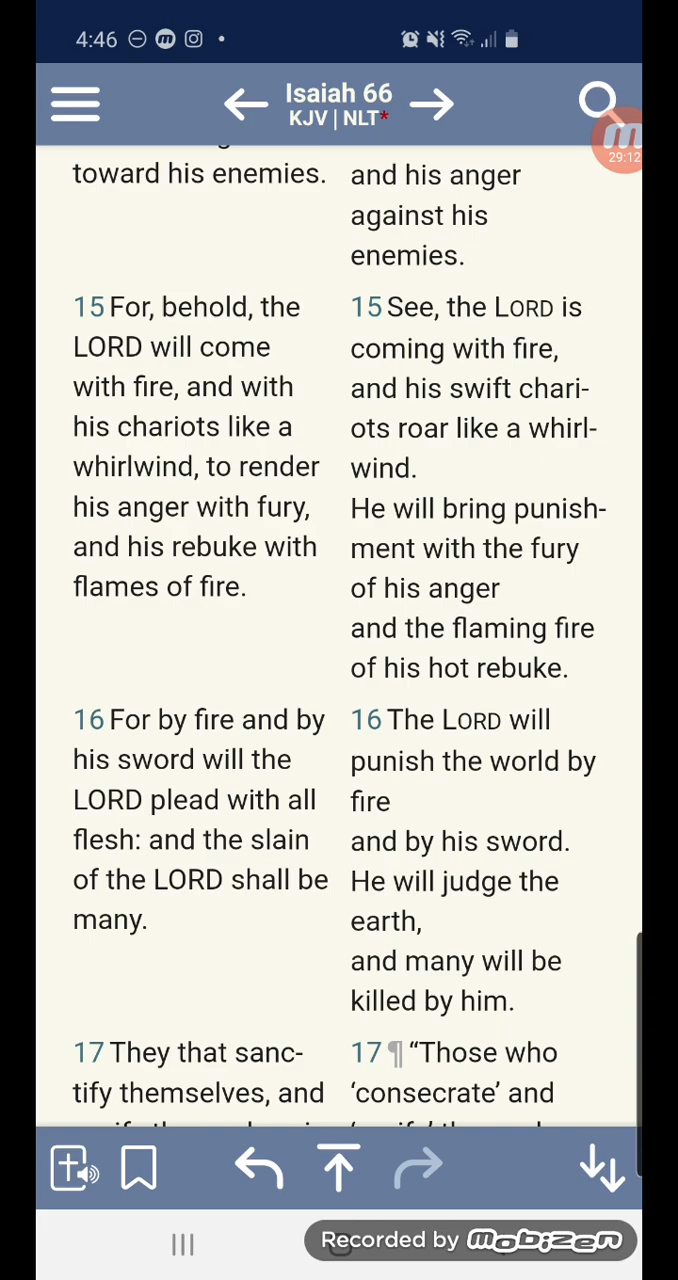 4:46
Isaiah 66
KJV | NLT*
29:12
toward his enemies.
15 For, behold, the
LORD will come
with fire, and with
his chariots like a
whirlwind, to render
his anger with fury,
and his rebuke with
flames of fire.
16 For by fire and by
his sword will the
LORD plead with all
flesh: and the slain
of the LORD shall be
many.
17 They that sanc-
tify themselves, and
and his anger
against his
enemies.
15 See, the LORD is
coming with fire,
and his swift chari-
ots roar like a whirl-
wind.
He will bring punish-
ment with the fury
of his anger
and the flaming fire
of his hot rebuke.
16 The LORD will
punish the world by
fire
and by his sword.
He will judge the
earth,
and many will be
killed by him.
17 ¶ “Those who
‘consecrate’ and
Recorded by mobizen